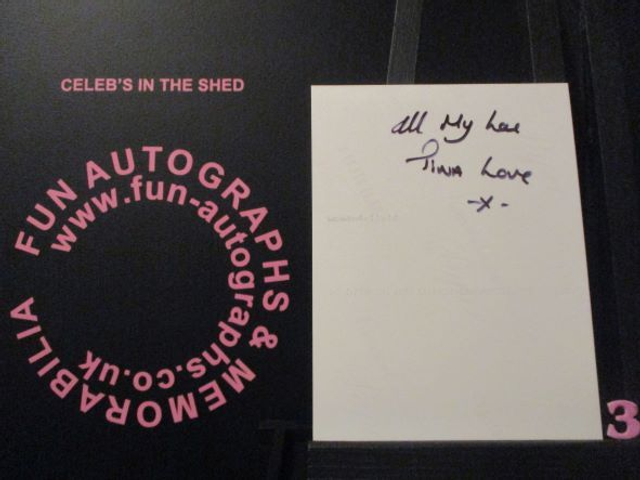 CELEB'S IN THE SHED
FUN AUTOGRAPHS & MEMORABILIA
www.fun-autographs.co.uk
All My Love
Tina Love
-x-
3